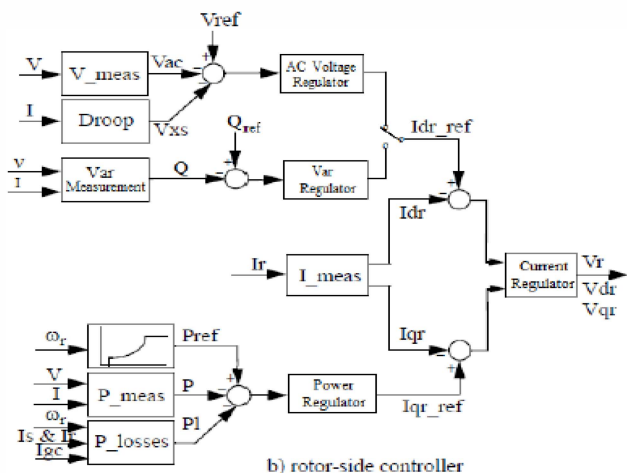 Vref
V
V_meas
Vac
AC Voltage
Regulator
I
Droop
Vxs
Qref
Idr_ref
v
I
Var
Measurement
Q
Var
Regulator
Idr
Ir
I_meas
Current
Regulator
Vr
Vdr
Vqr
Iqr
ωr
Pref
V
I
P_meas
P
Power
Regulator
Iqr_ref
ωr
Is & Ir
Igc
P_losses
Pl
b) rotor-side controller